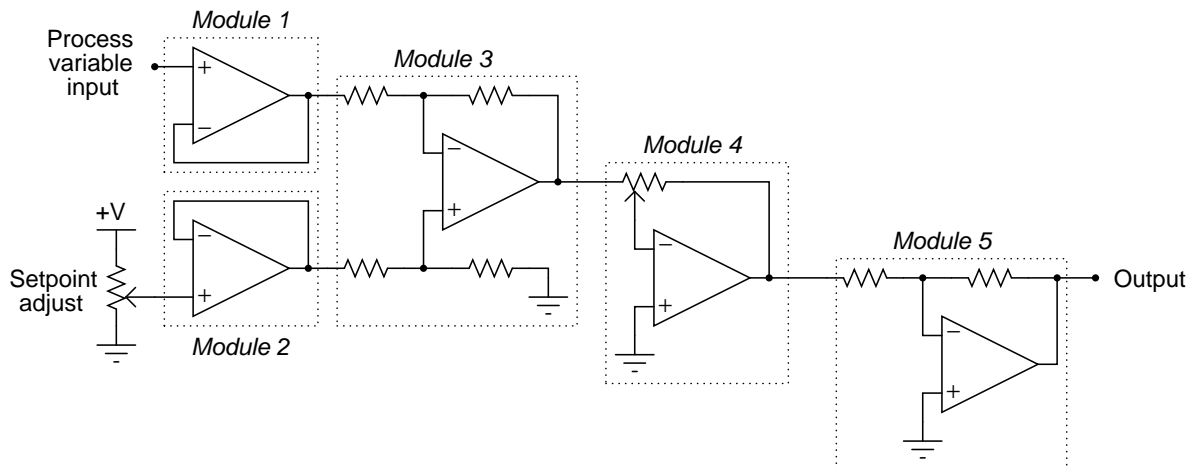 Module 1
Process
variable
input
+
−
Module 3
−
+
Module 4
+V
−
+
Setpoint
adjust
Module 2
−
+
Module 5
Output
−
+